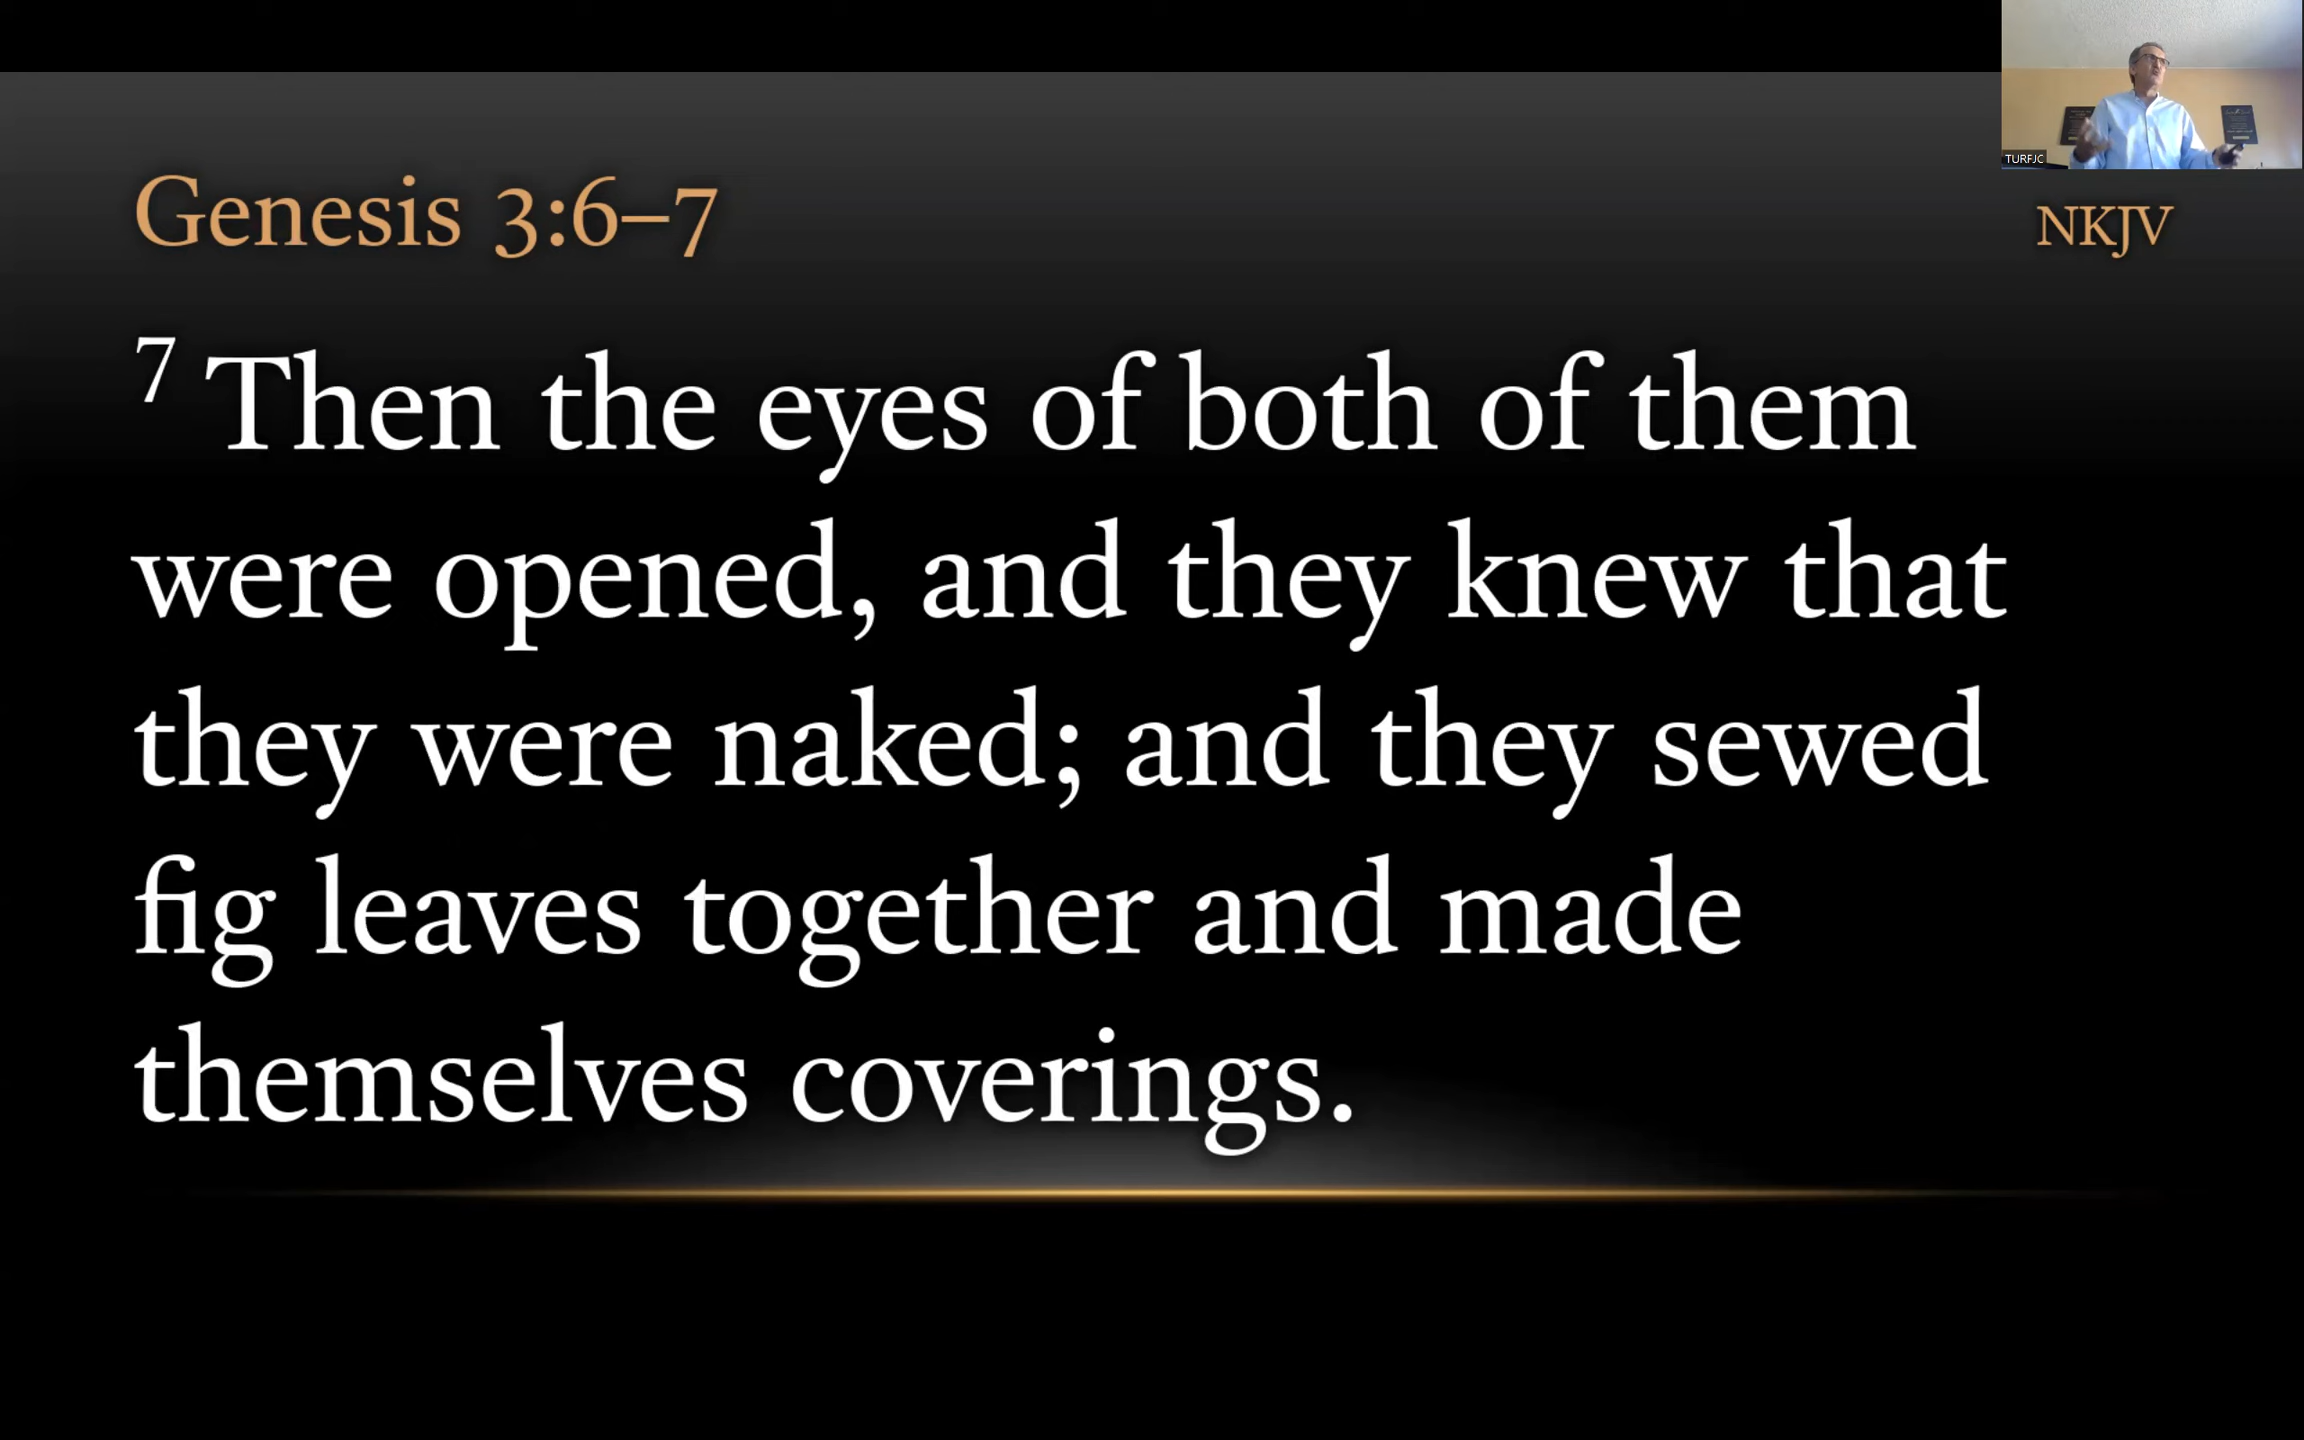 TURFJC
Genesis 3:6–7
NKJV
7 Then the eyes of both of them
were opened, and they knew that
they were naked; and they sewed
fig leaves together and made
themselves coverings.